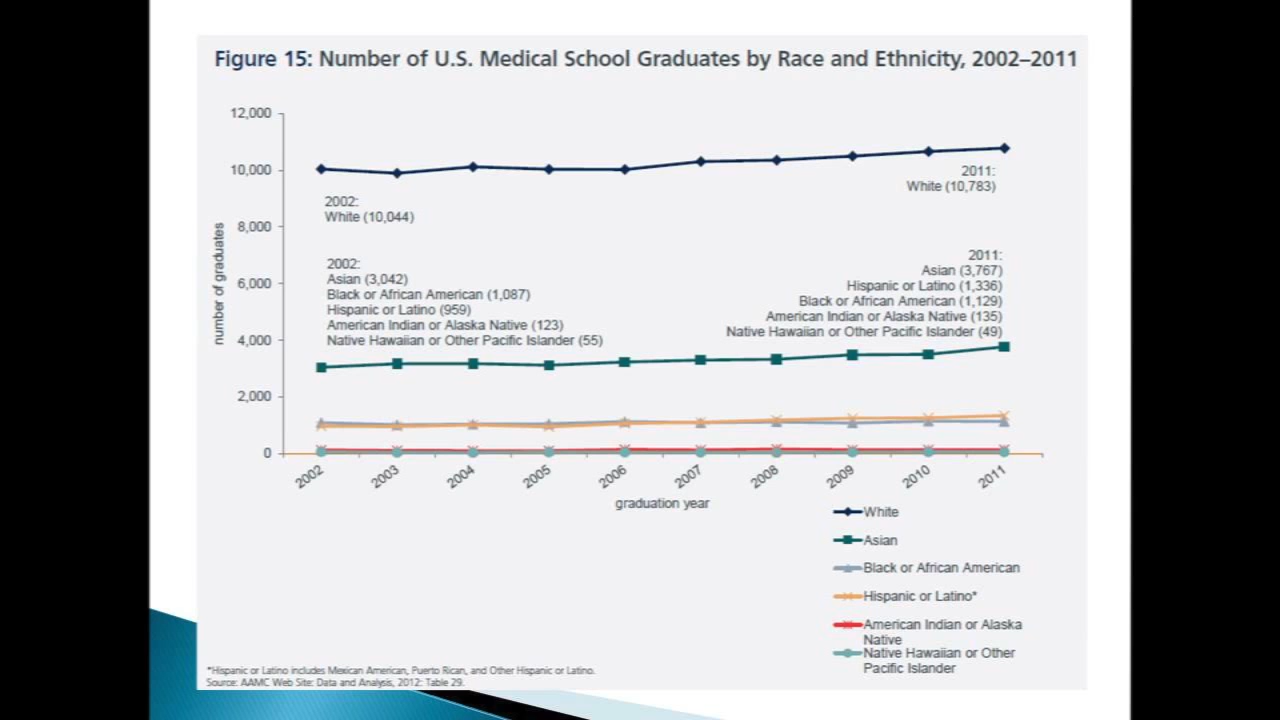 Figure 15: Number of U.S. Medical School Graduates by Race and Ethnicity, 2002–2011
12,000
10,000
8,000
6,000
4,000
2,000
0
number of graduates
2002:
White (10,044)
2011:
White (10,783)
2002:
Asian (3,042)
Black or African American (1,087)
Hispanic or Latino (959)
American Indian or Alaska Native (123)
Native Hawaiian or Other Pacific Islander (55)
2011:
Asian (3,767)
Hispanic or Latino (1,336)
Black or African American (1,129)
American Indian or Alaska Native (135)
Native Hawaiian or Other Pacific Islander (49)
2002 2003 2004 2005 2006 2007 2008 2009 2010 2011
graduation year
White
Asian
Black or African American
Hispanic or Latino*
American Indian or Alaska
Native
Native Hawaiian or Other
Pacific Islander
*Hispanic or Latino includes Mexican American, Puerto Rican, and Other Hispanic or Latino.
Source: AAMC Web Site: Data and Analysis, 2012: Table 29.